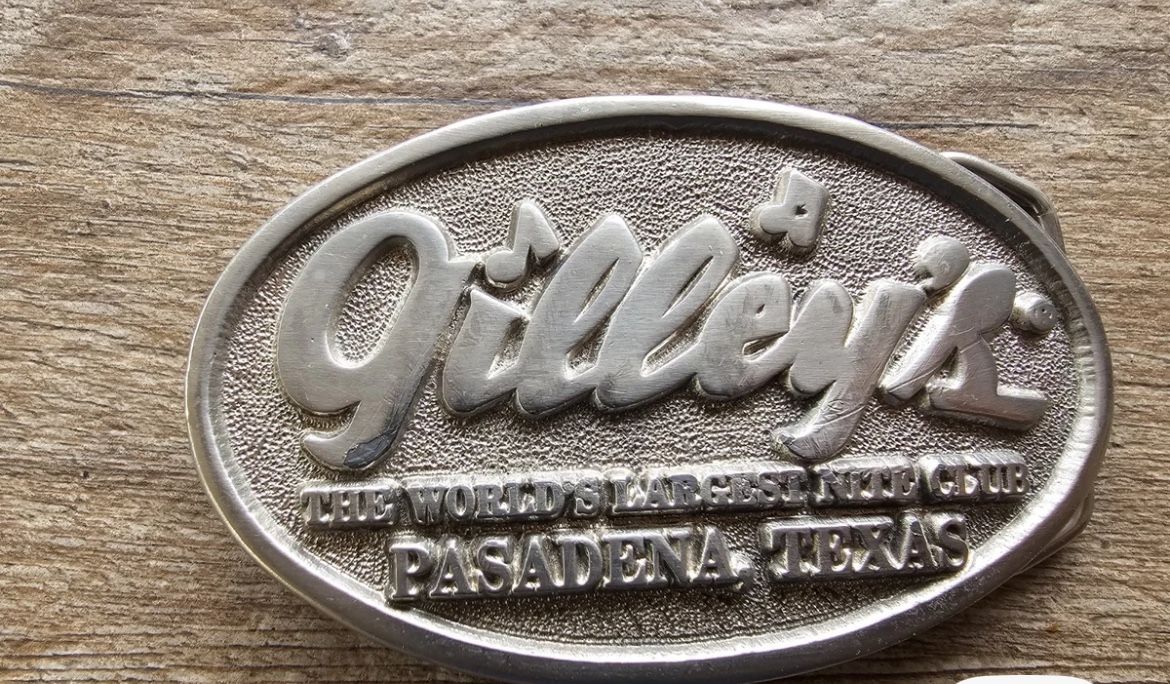 Gilley's
THE WORLD'S LARGEST NITE CLUB
PASADENA, TEXAS